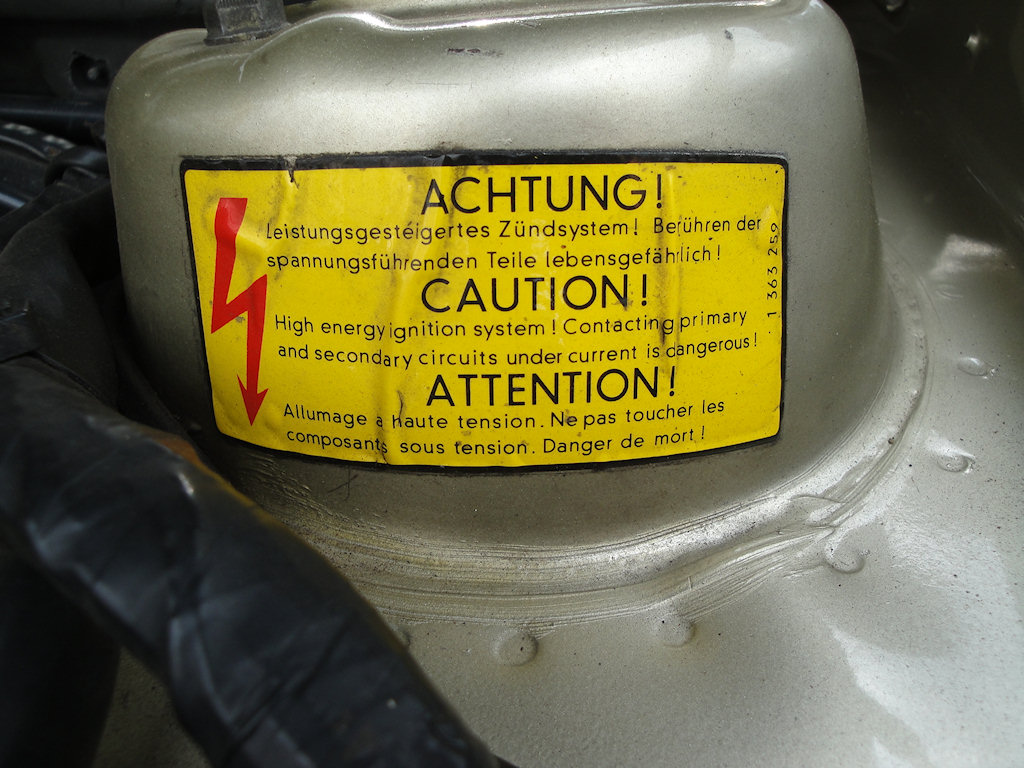 ACHTUNG!
Leistungsgesteigertes Zündsystem! Berühren der
spannungsführenden Teile lebensgefährlich!
CAUTION!
High energy ignition system! Contacting primary
and secondary circuits under current is dangerous!
ATTENTION!
Allumage a haute tension. Ne pas toucher les
composants sous tension. Danger de mort!
1 363 259